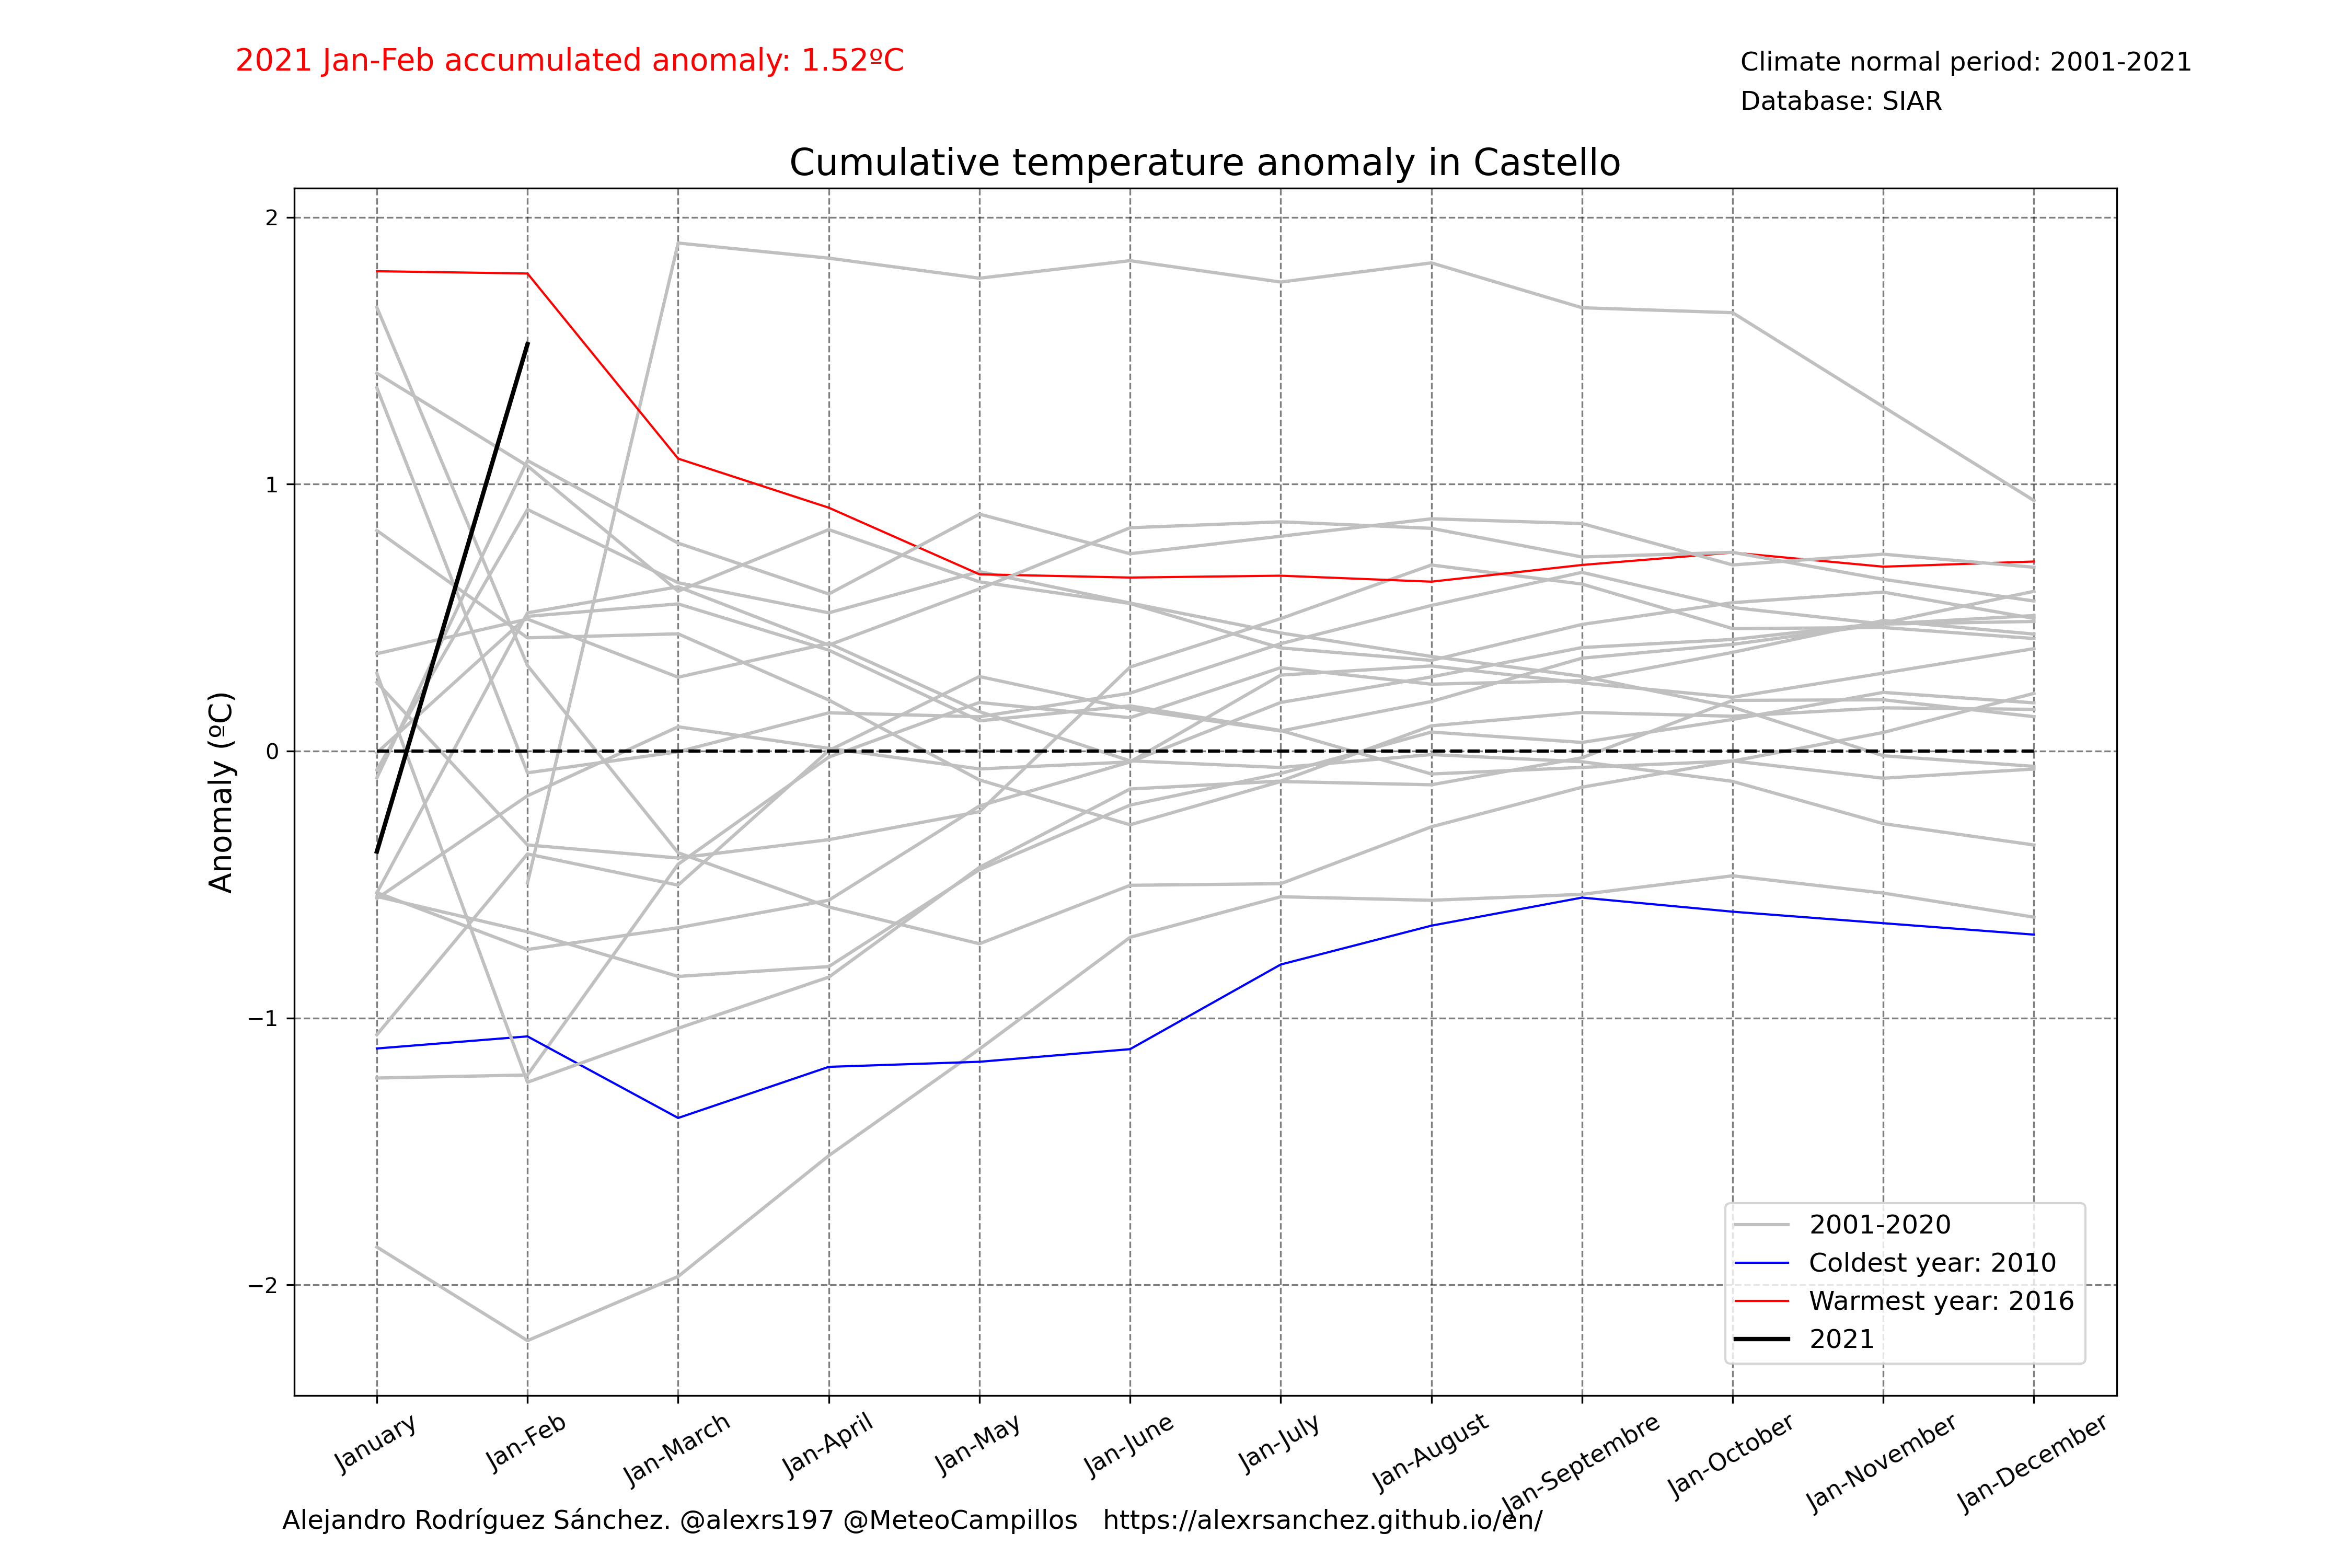 2021 Jan-Feb accumulated anomaly: 1.52ºC
Climate normal period: 2001-2021
Database: SIAR
Cumulative temperature anomaly in Castello
Anomaly (ºC)
2
1
0
−1
−2
2001-2020
Coldest year: 2010
Warmest year: 2016
2021
January
Jan-Feb
Jan-March
Jan-April
Jan-May
Jan-June
Jan-July
Jan-August
Jan-Septembre
Jan-October
Jan-November
Jan-December
Alejandro Rodríguez Sánchez. @alexrs197 @MeteoCampillos   https://alexrsanchez.github.io/en/